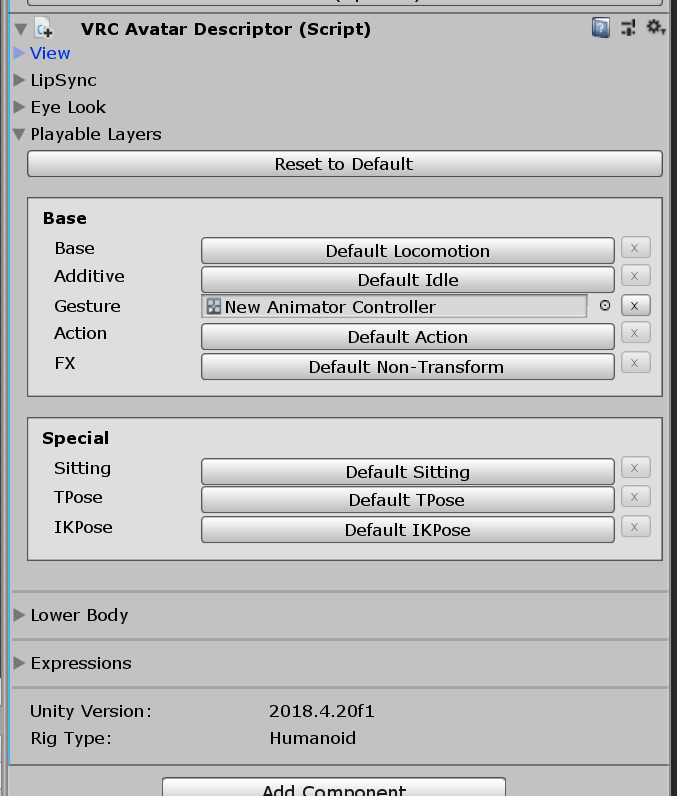 VRC Avatar Descriptor (Script)
View
LipSync
Eye Look
Playable Layers
Reset to Default
Base
Base Default Locomotion x
Additive Default Idle x
Gesture New Animator Controller x
Action Default Action x
FX Default Non-Transform x
Special
Sitting Default Sitting x
TPose Default TPose x
IKPose Default IKPose x
Lower Body
Expressions
Unity Version: 2018.4.20f1
Rig Type: Humanoid
Add Component